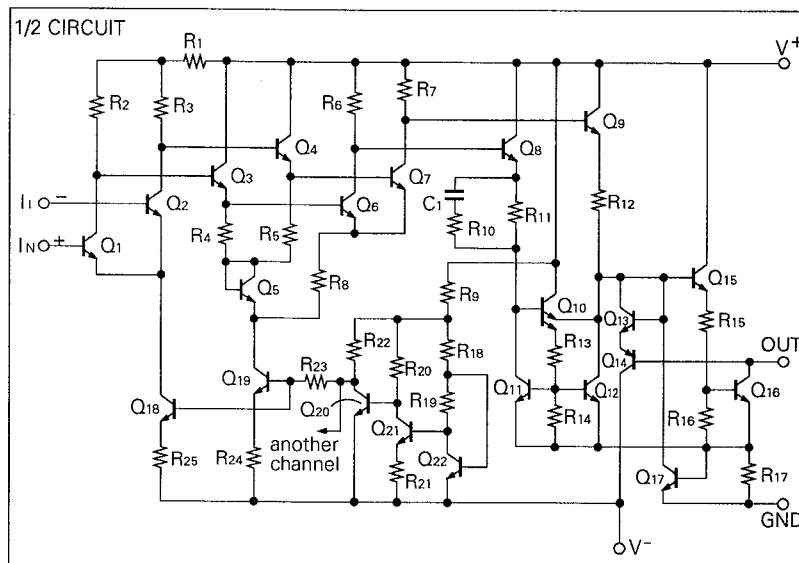 1/2 CIRCUIT
R1
V+
R2
R3
R6
R7
Q9
Q4
Q8
Q3
Q7
II −
Q2
Q6
C1
R12
IN +
Q1
R4
R5
R10
R11
Q5
R8
R9
Q10
Q13
Q15
R22
R18
R13
R15
OUT
Q19
R23
R20
Q14
Q18
Q20
R19
Q11
Q12
Q16
Q21
R14
R16
another
channel
Q22
R25
R24
R21
Q17
R17
GND
V−